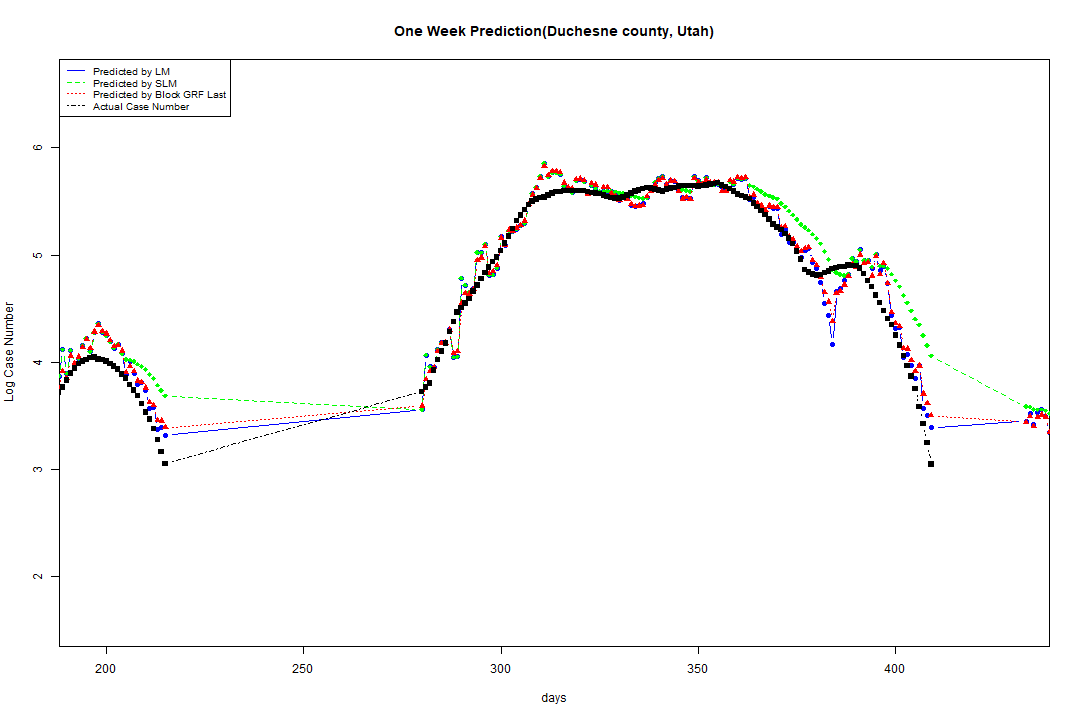 One Week Prediction(Duchesne county, Utah)
Predicted by LM
Predicted by SLM
Predicted by Block GRF Last
Actual Case Number
Log Case Number
6
5
4
3
2
200 250 300 350 400
days